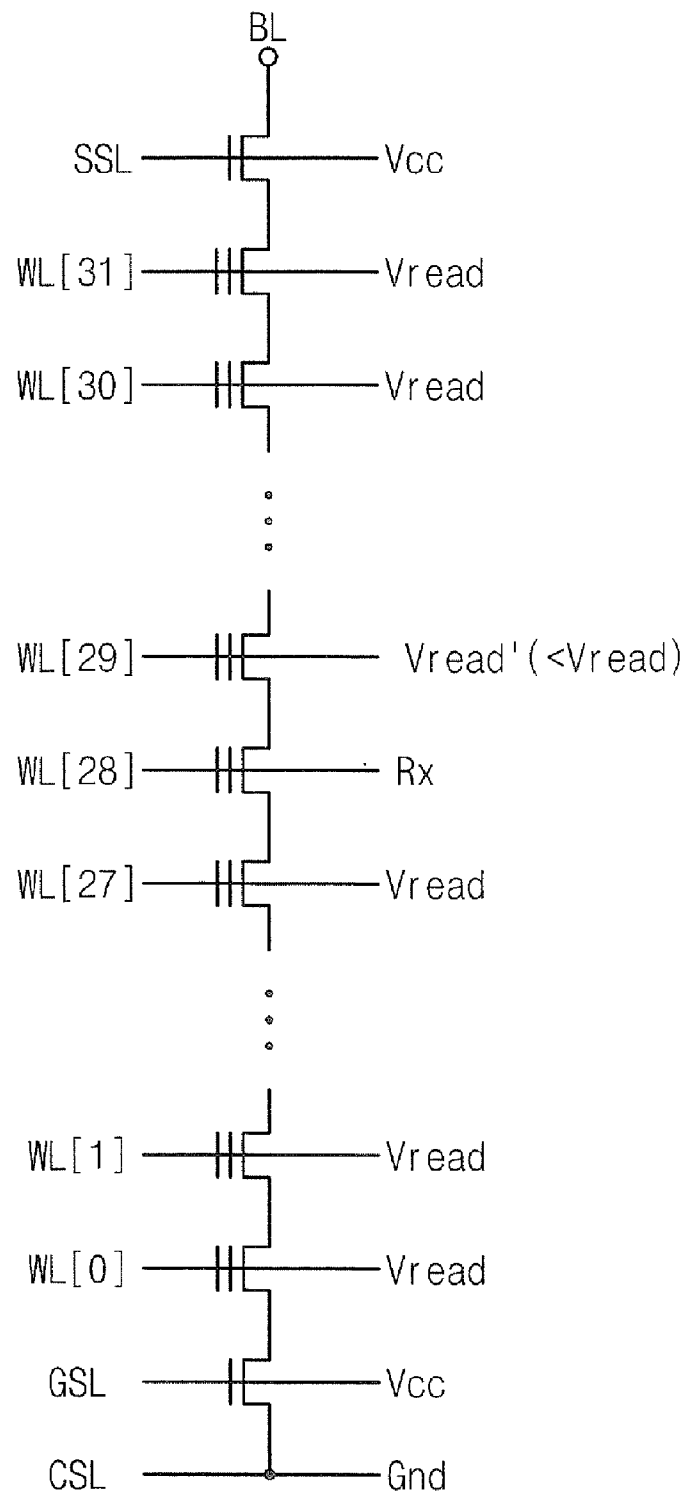 BL
SSL Vcc
WL[31] Vread
WL[30] Vread
WL[29] Vread'(<Vread)
WL[28] Rx
WL[27] Vread
WL[1] Vread
WL[0] Vread
GSL Vcc
CSL Gnd